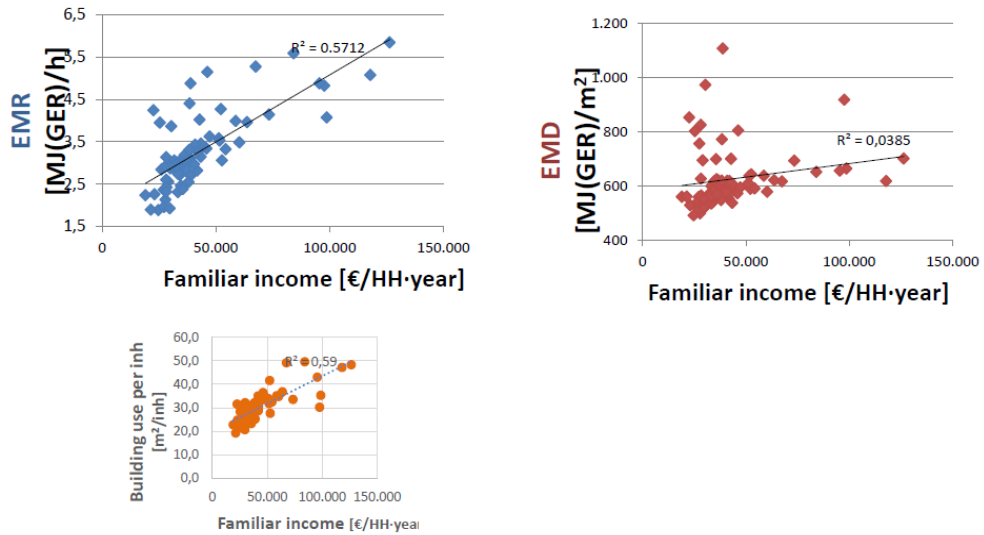 EMR
[MJ(GER)/h]
6,5
5,5
4,5
3,5
2,5
1,5
R² = 0.5712
0
50.000
100.000
150.000
Familiar income [€/HH·year]
EMD
[MJ(GER)/m²]
1.200
1.000
800
600
400
R² = 0,0385
0
50.000
100.000
150.000
Familiar income [€/HH·year]
Building use per inh
[m²/inh]
60,0
50,0
40,0
30,0
20,0
10,0
0,0
R² = 0,59
0
50.000
100.000
150.000
Familiar income [€/HH·year